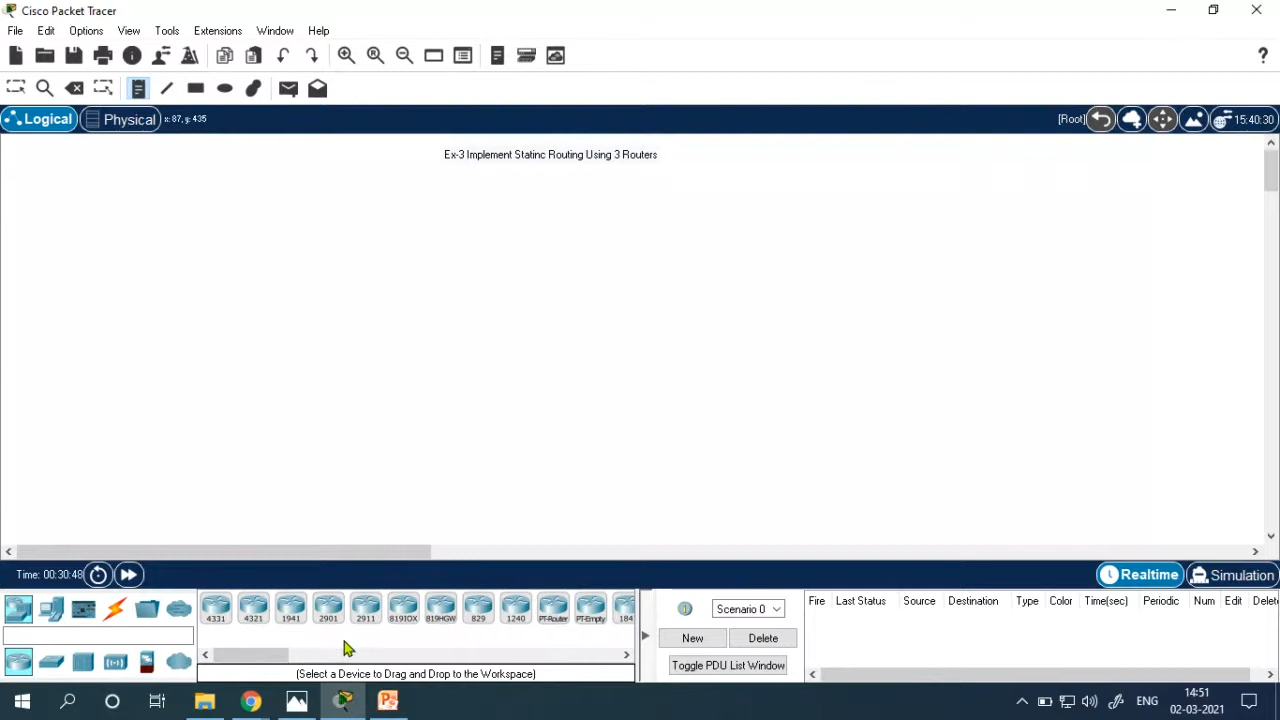 Cisco Packet Tracer
File Edit Options View Tools Extensions Window Help
Logical Physical x: 87, y: 435 [Root] 15:40:30
Ex-3 Implement Statinc Routing Using 3 Routers
Time: 00:30:48 Realtime Simulation
4331 4321 1941 2901 2911 819IOX 819HGW 829 1240 PT-Router PT-Empty 184
(Select a Device to Drag and Drop to the Workspace)
Scenario 0
New Delete
Toggle PDU List Window
Fire Last Status Source Destination Type Color Time(sec) Periodic Num Edit Delete
ENG
14:51
02-03-2021